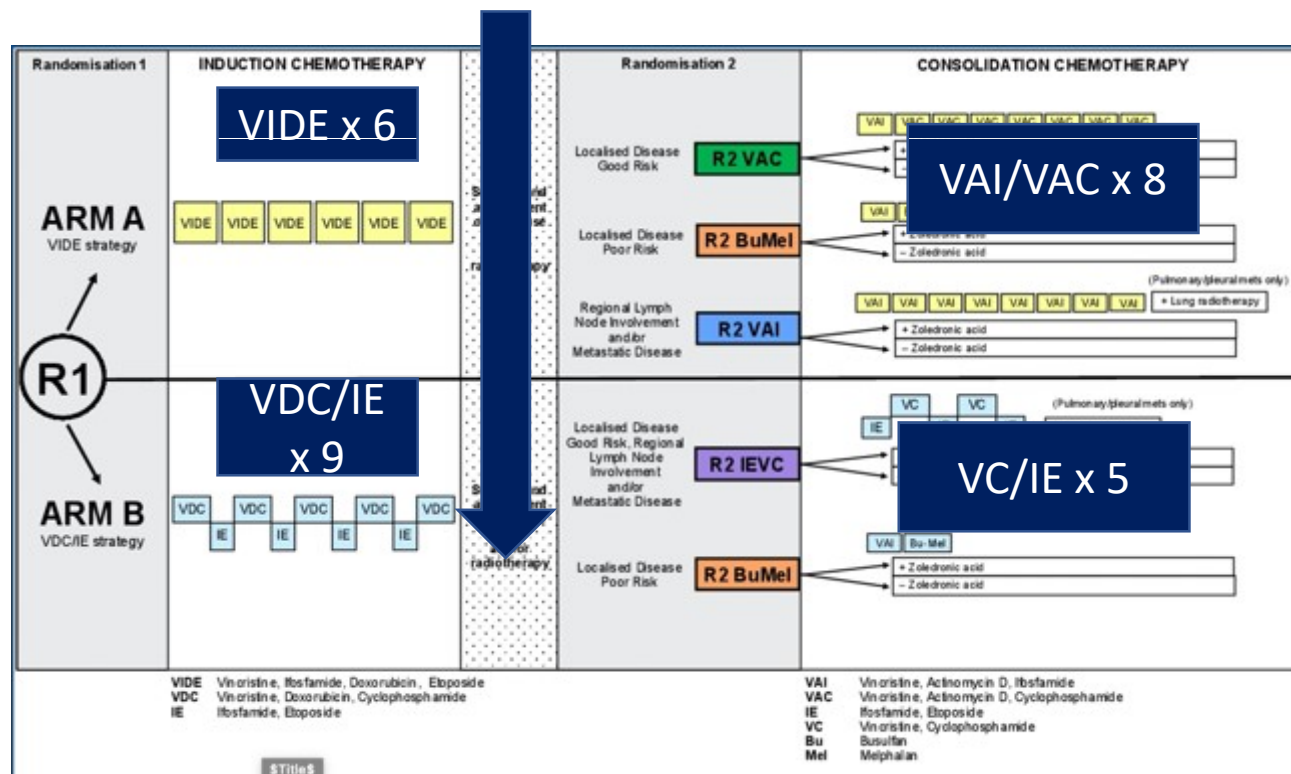 Randomisation 1
INDUCTION CHEMOTHERAPY
Randomisation 2
CONSOLIDATION CHEMOTHERAPY
VIDE x 6
ARM A
VIDE strategy
VIDE VIDE VIDE VIDE VIDE VIDE
R1
VDC/IE
x 9
ARM B
VDC/IE strategy
VDC VDC VDC VDC VDC
IE IE IE IE
radiotherapy
Localised Disease
Good Risk
R2 VAC
VAI VAC VAC VAC VAC VAC VAC VAC
VAI/VAC x 8
Localised Disease
Poor Risk
R2 BuMel
VAI
+ Zoledronic acid
– Zoledronic acid
(Pulmonary/pleural mets only)
Regional Lymph
Node Involvement
and/or
Metastatic Disease
R2 VAI
VAI VAI VAI VAI VAI VAI VAI VAI
+ Lung radiotherapy
+ Zoledronic acid
– Zoledronic acid
Localised Disease
Good Risk, Regional
Lymph Node
Involvement
and/or
Metastatic Disease
R2 IEVC
VC VC
(Pulmonary/pleural mets only)
IE
VC/IE x 5
Localised Disease
Poor Risk
R2 BuMel
VAI Bu-Mel
+ Zoledronic acid
– Zoledronic acid
VIDE Vincristine, Ifosfamide, Doxorubicin, Etoposide
VDC Vincristine, Doxorubicin, Cyclophosphamide
IE Ifosfamide, Etoposide
VAI Vincristine, Actinomycin D, Ifosfamide
VAC Vincristine, Actinomycin D, Cyclophosphamide
IE Ifosfamide, Etoposide
VC Vincristine, Cyclophosphamide
Bu Busulfan
Mel Melphalan
$Title$